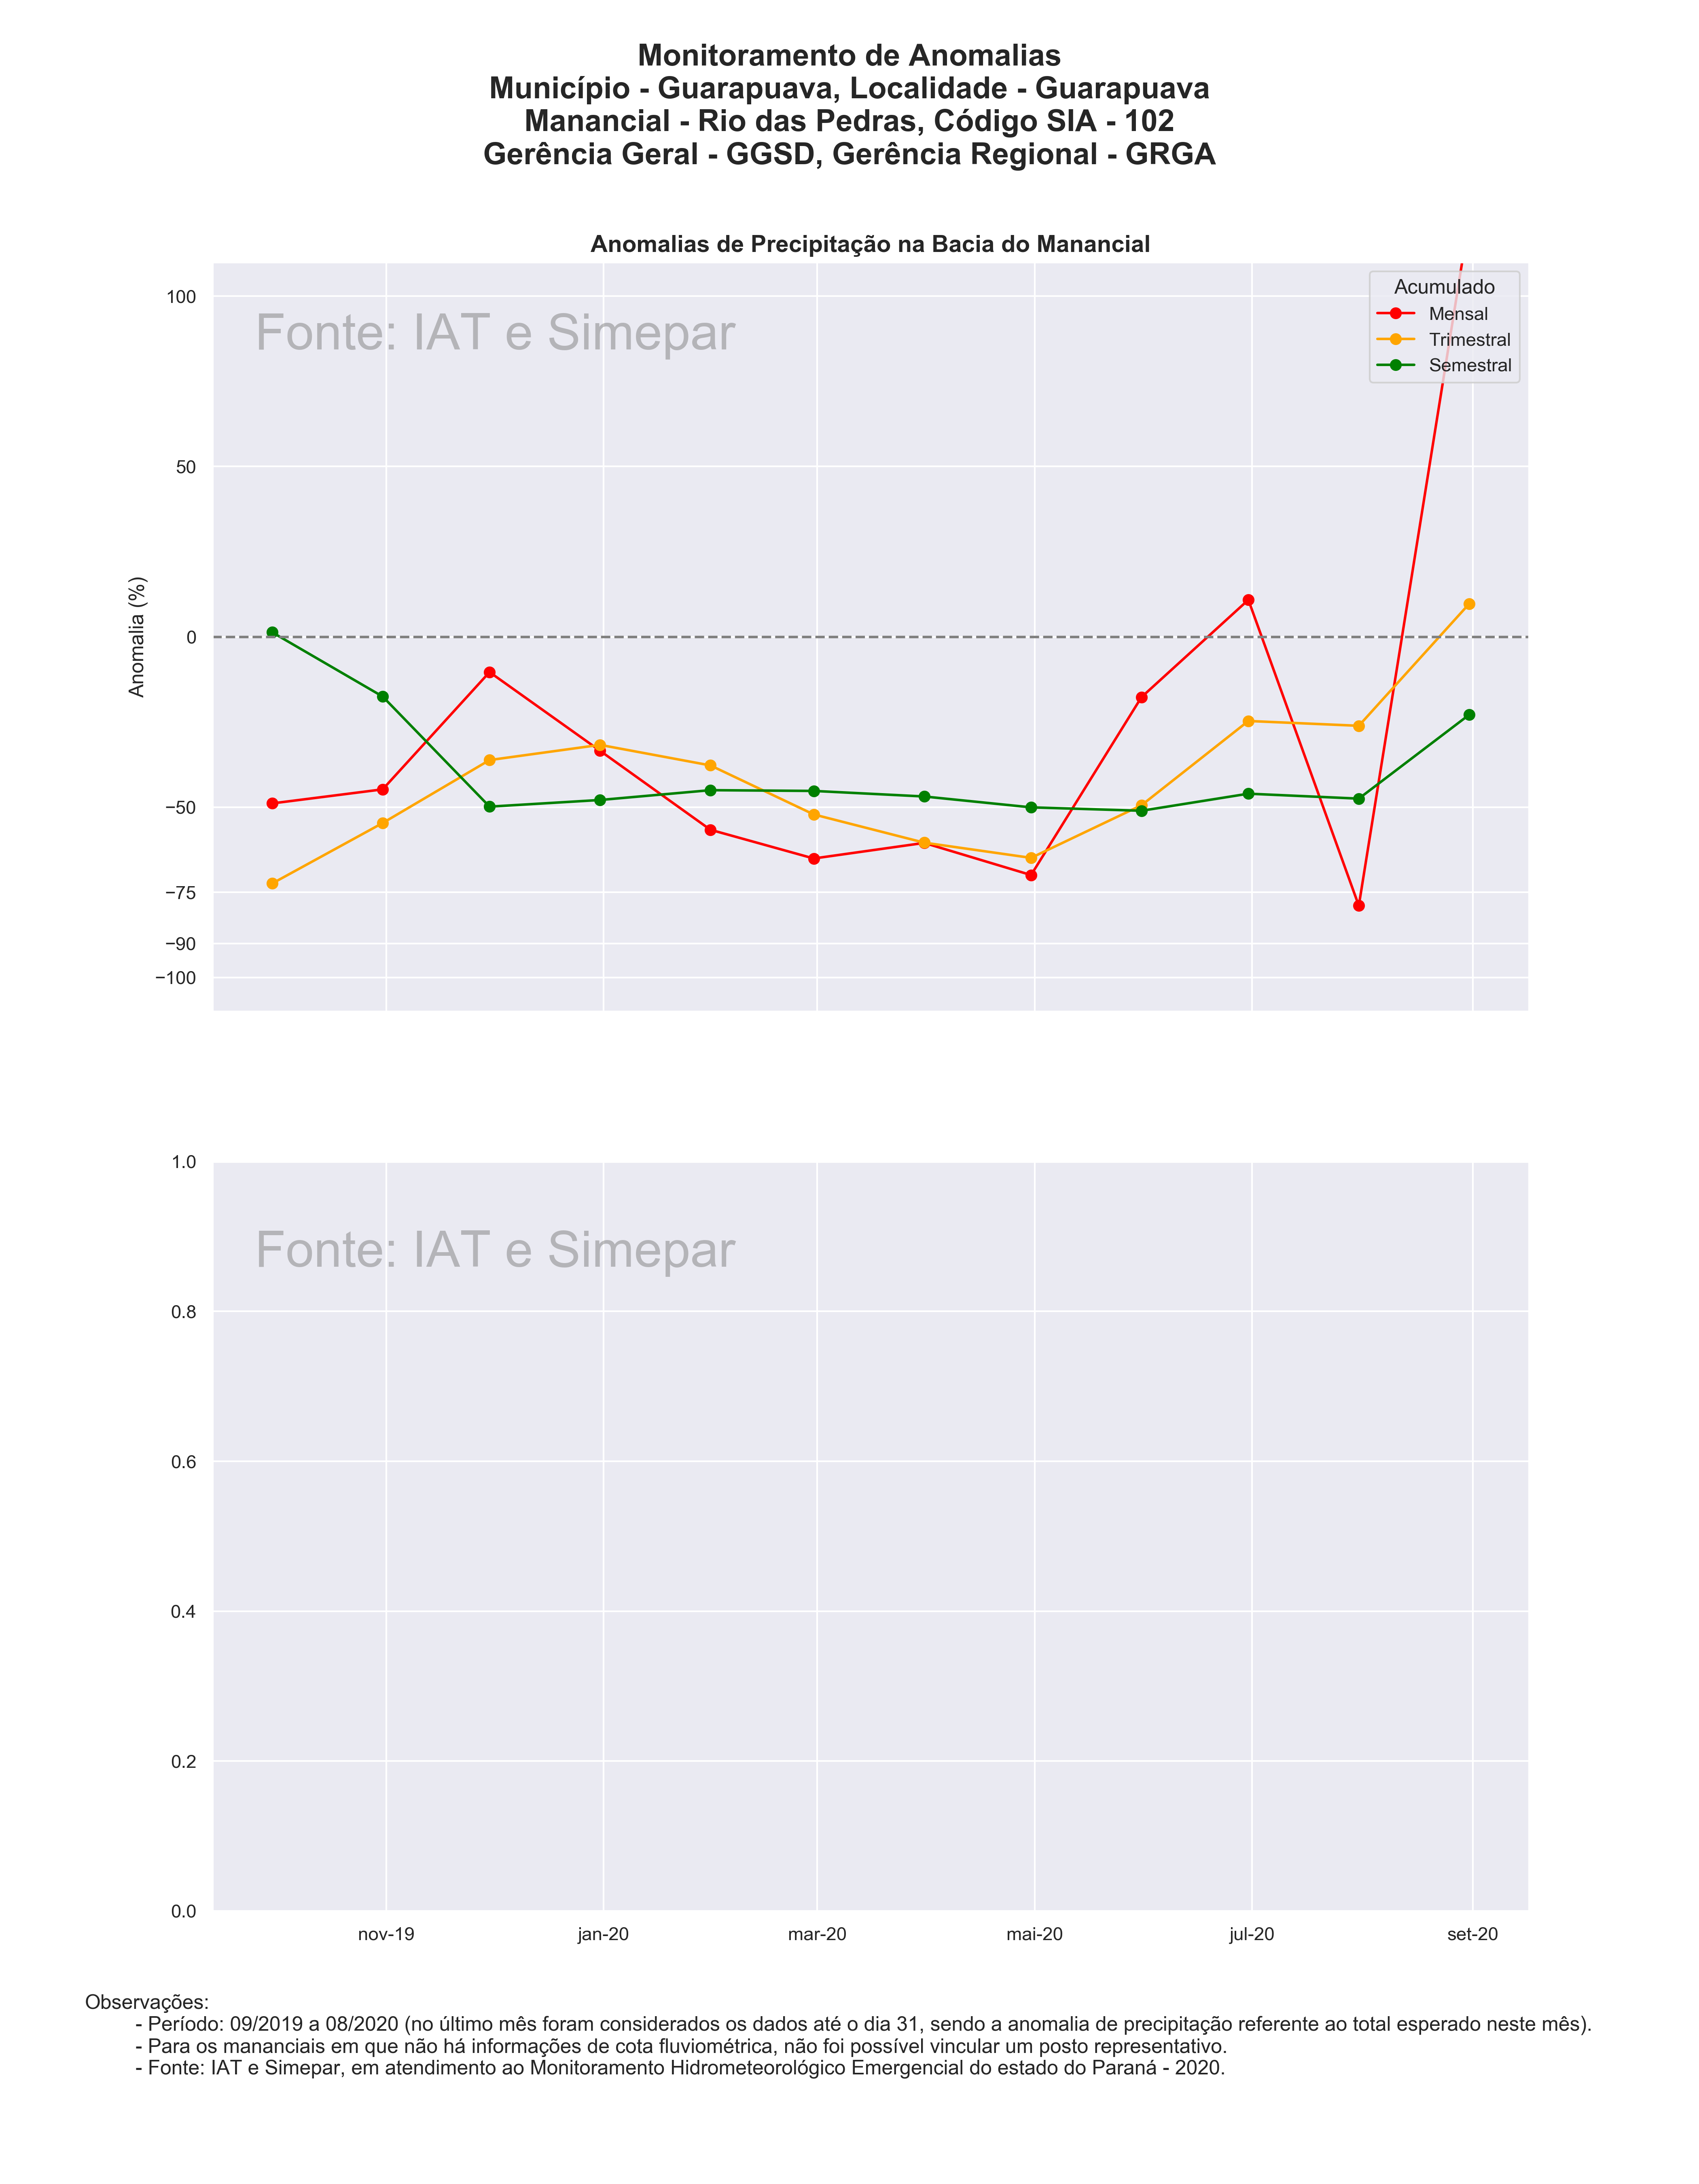 Monitoramento de Anomalias
Município - Guarapuava, Localidade - Guarapuava
Manancial - Rio das Pedras, Código SIA - 102
Gerência Geral - GGSD, Gerência Regional - GRGA
Anomalias de Precipitação na Bacia do Manancial
Fonte: IAT e Simepar
Acumulado
Mensal
Trimestral
Semestral
Anomalia (%)
100
50
0
−50
−75
−90
−100
Fonte: IAT e Simepar
1.0
0.8
0.6
0.4
0.2
0.0
nov-19 jan-20 mar-20 mai-20 jul-20 set-20
Observações:
- Período: 09/2019 a 08/2020 (no último mês foram considerados os dados até o dia 31, sendo a anomalia de precipitação referente ao total esperado neste mês).
- Para os mananciais em que não há informações de cota fluviométrica, não foi possível vincular um posto representativo.
- Fonte: IAT e Simepar, em atendimento ao Monitoramento Hidrometeorológico Emergencial do estado do Paraná - 2020.